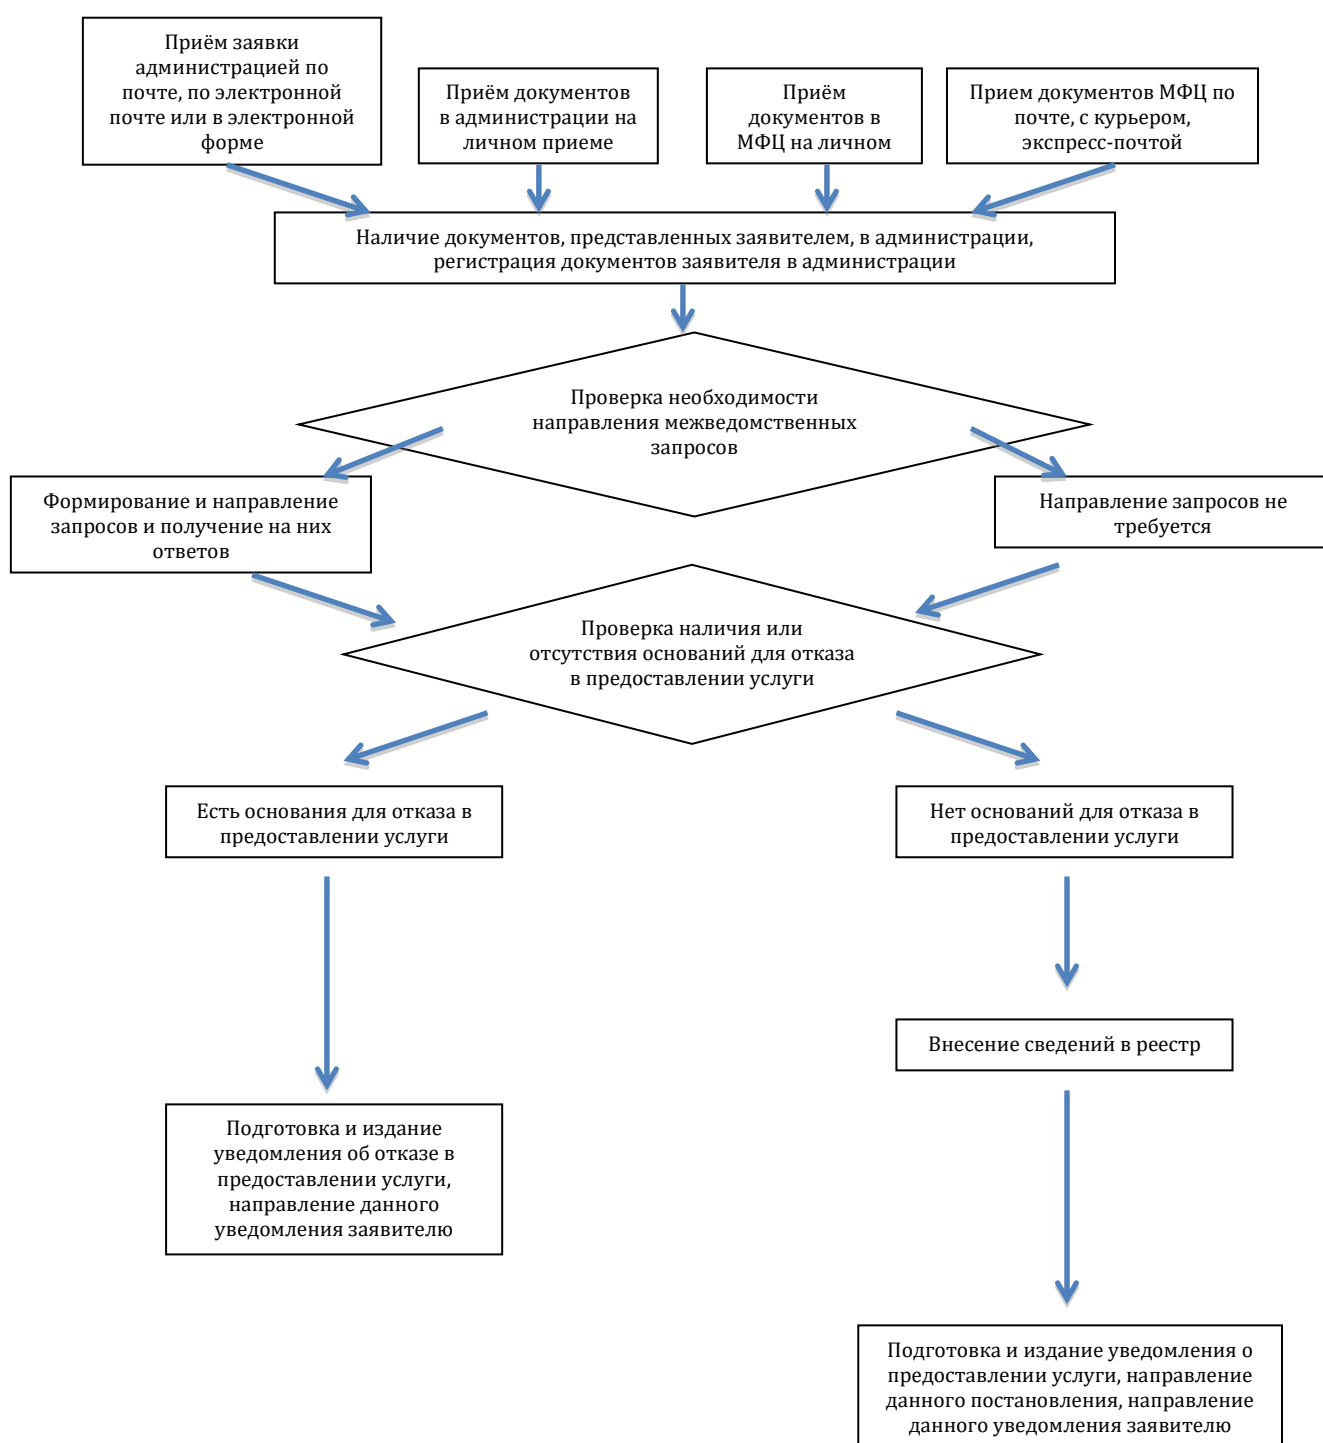 Приём заявки
администрацией по
почте, по электронной
почте или в электронной
форме
Приём документов
в администрации на
личном приеме
Приём
документов в
МФЦ на личном
Прием документов МФЦ по
почте, с курьером,
экспресс-почтой
Наличие документов, представленных заявителем, в администрации,
регистрация документов заявителя в администрации
Проверка необходимости
направления межведомственных
запросов
Формирование и направление
запросов и получение на них
ответов
Направление запросов не
требуется
Проверка наличия или
отсутствия оснований для отказа
в предоставлении услуги
Есть основания для отказа в
предоставлении услуги
Нет оснований для отказа в
предоставлении услуги
Внесение сведений в реестр
Подготовка и издание
уведомления об отказе в
предоставлении услуги,
направление данного
уведомления заявителю
Подготовка и издание уведомления о
предоставлении услуги, направление
данного постановления, направление
данного уведомления заявителю